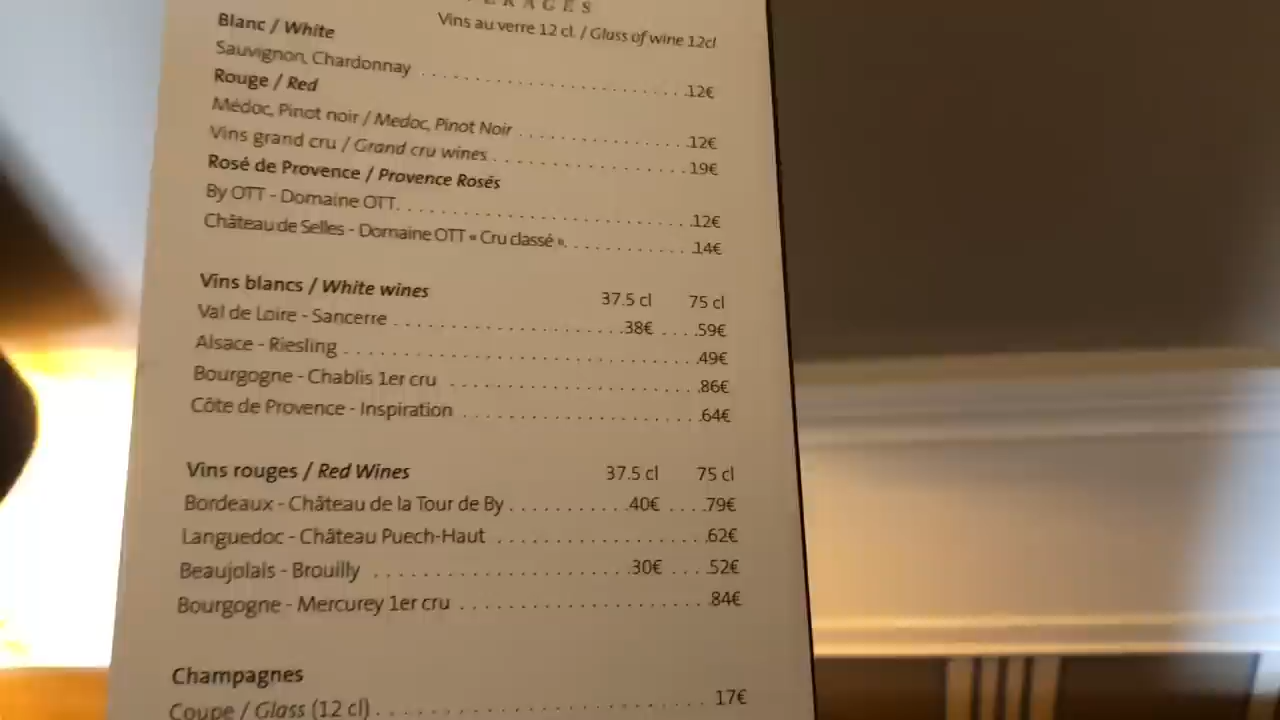 Vins au verre 12 cl. / Glass of wine 12cl
Blanc / White
Sauvignon, Chardonnay 12€
Rouge / Red
Médoc, Pinot noir / Medoc, Pinot Noir 12€
Vins grand cru / Grand cru wines 19€
Rosé de Provence / Provence Rosés
By OTT - Domaine OTT 12€
Château de Selles - Domaine OTT « Cru classé » 14€
Vins blancs / White wines 37.5 cl 75 cl
Val de Loire - Sancerre 38€ 59€
Alsace - Riesling 49€
Bourgogne - Chablis 1er cru 86€
Côte de Provence - Inspiration 64€
Vins rouges / Red Wines 37.5 cl 75 cl
Bordeaux - Château de la Tour de By 40€ 79€
Languedoc - Château Puech-Haut 62€
Beaujolais - Brouilly 30€ 52€
Bourgogne - Mercurey 1er cru 84€
Champagnes
Coupe / Glass (12 cl) 17€